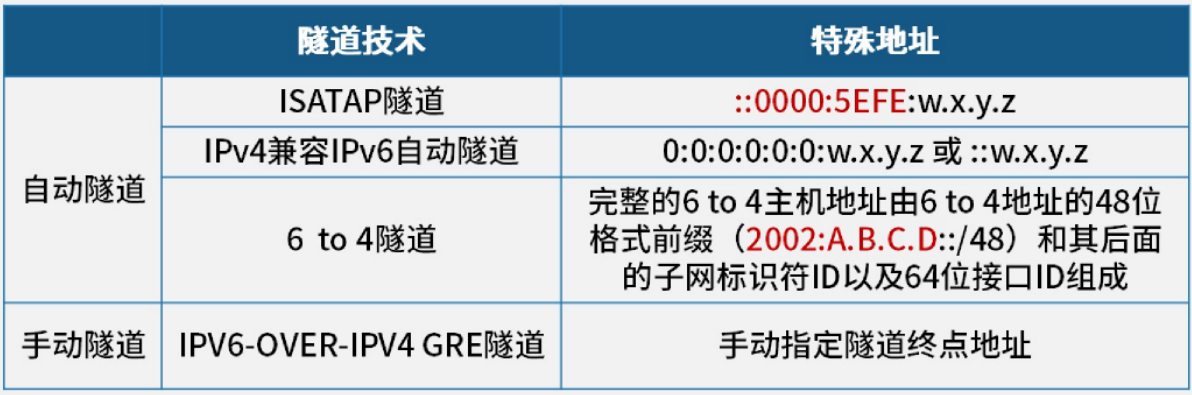 隧道技术
特殊地址
自动隧道
ISATAP隧道
::0000:5EFE:w.x.y.z
IPv4兼容IPv6自动隧道
0:0:0:0:0:0:w.x.y.z 或 ::w.x.y.z
6 to 4隧道
完整的6 to 4主机地址由6 to 4地址的48位
格式前缀（2002:A.B.C.D::/48）和其后面
的子网标识符ID以及64位接口ID组成
手动隧道
IPV6-OVER-IPV4 GRE隧道
手动指定隧道终点地址